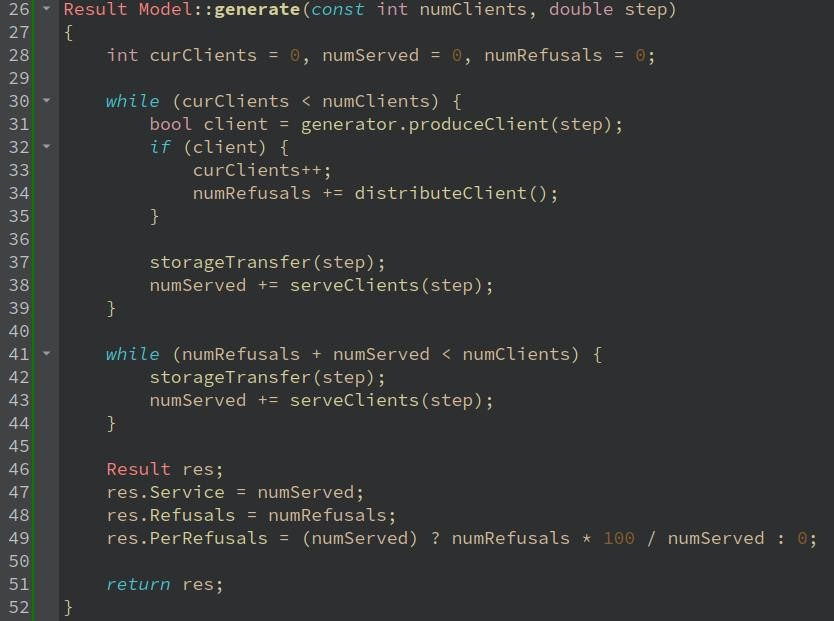 26 Result Model::generate(const int numClients, double step)
27 {
28     int curClients = 0, numServed = 0, numRefusals = 0;
29
30     while (curClients < numClients) {
31         bool client = generator.produceClient(step);
32         if (client) {
33             curClients++;
34             numRefusals += distributeClient();
35         }
36
37         storageTransfer(step);
38         numServed += serveClients(step);
39     }
40
41     while (numRefusals + numServed < numClients) {
42         storageTransfer(step);
43         numServed += serveClients(step);
44     }
45
46     Result res;
47     res.Service = numServed;
48     res.Refusals = numRefusals;
49     res.PerRefusals = (numServed) ? numRefusals * 100 / numServed : 0;
50
51     return res;
52 }